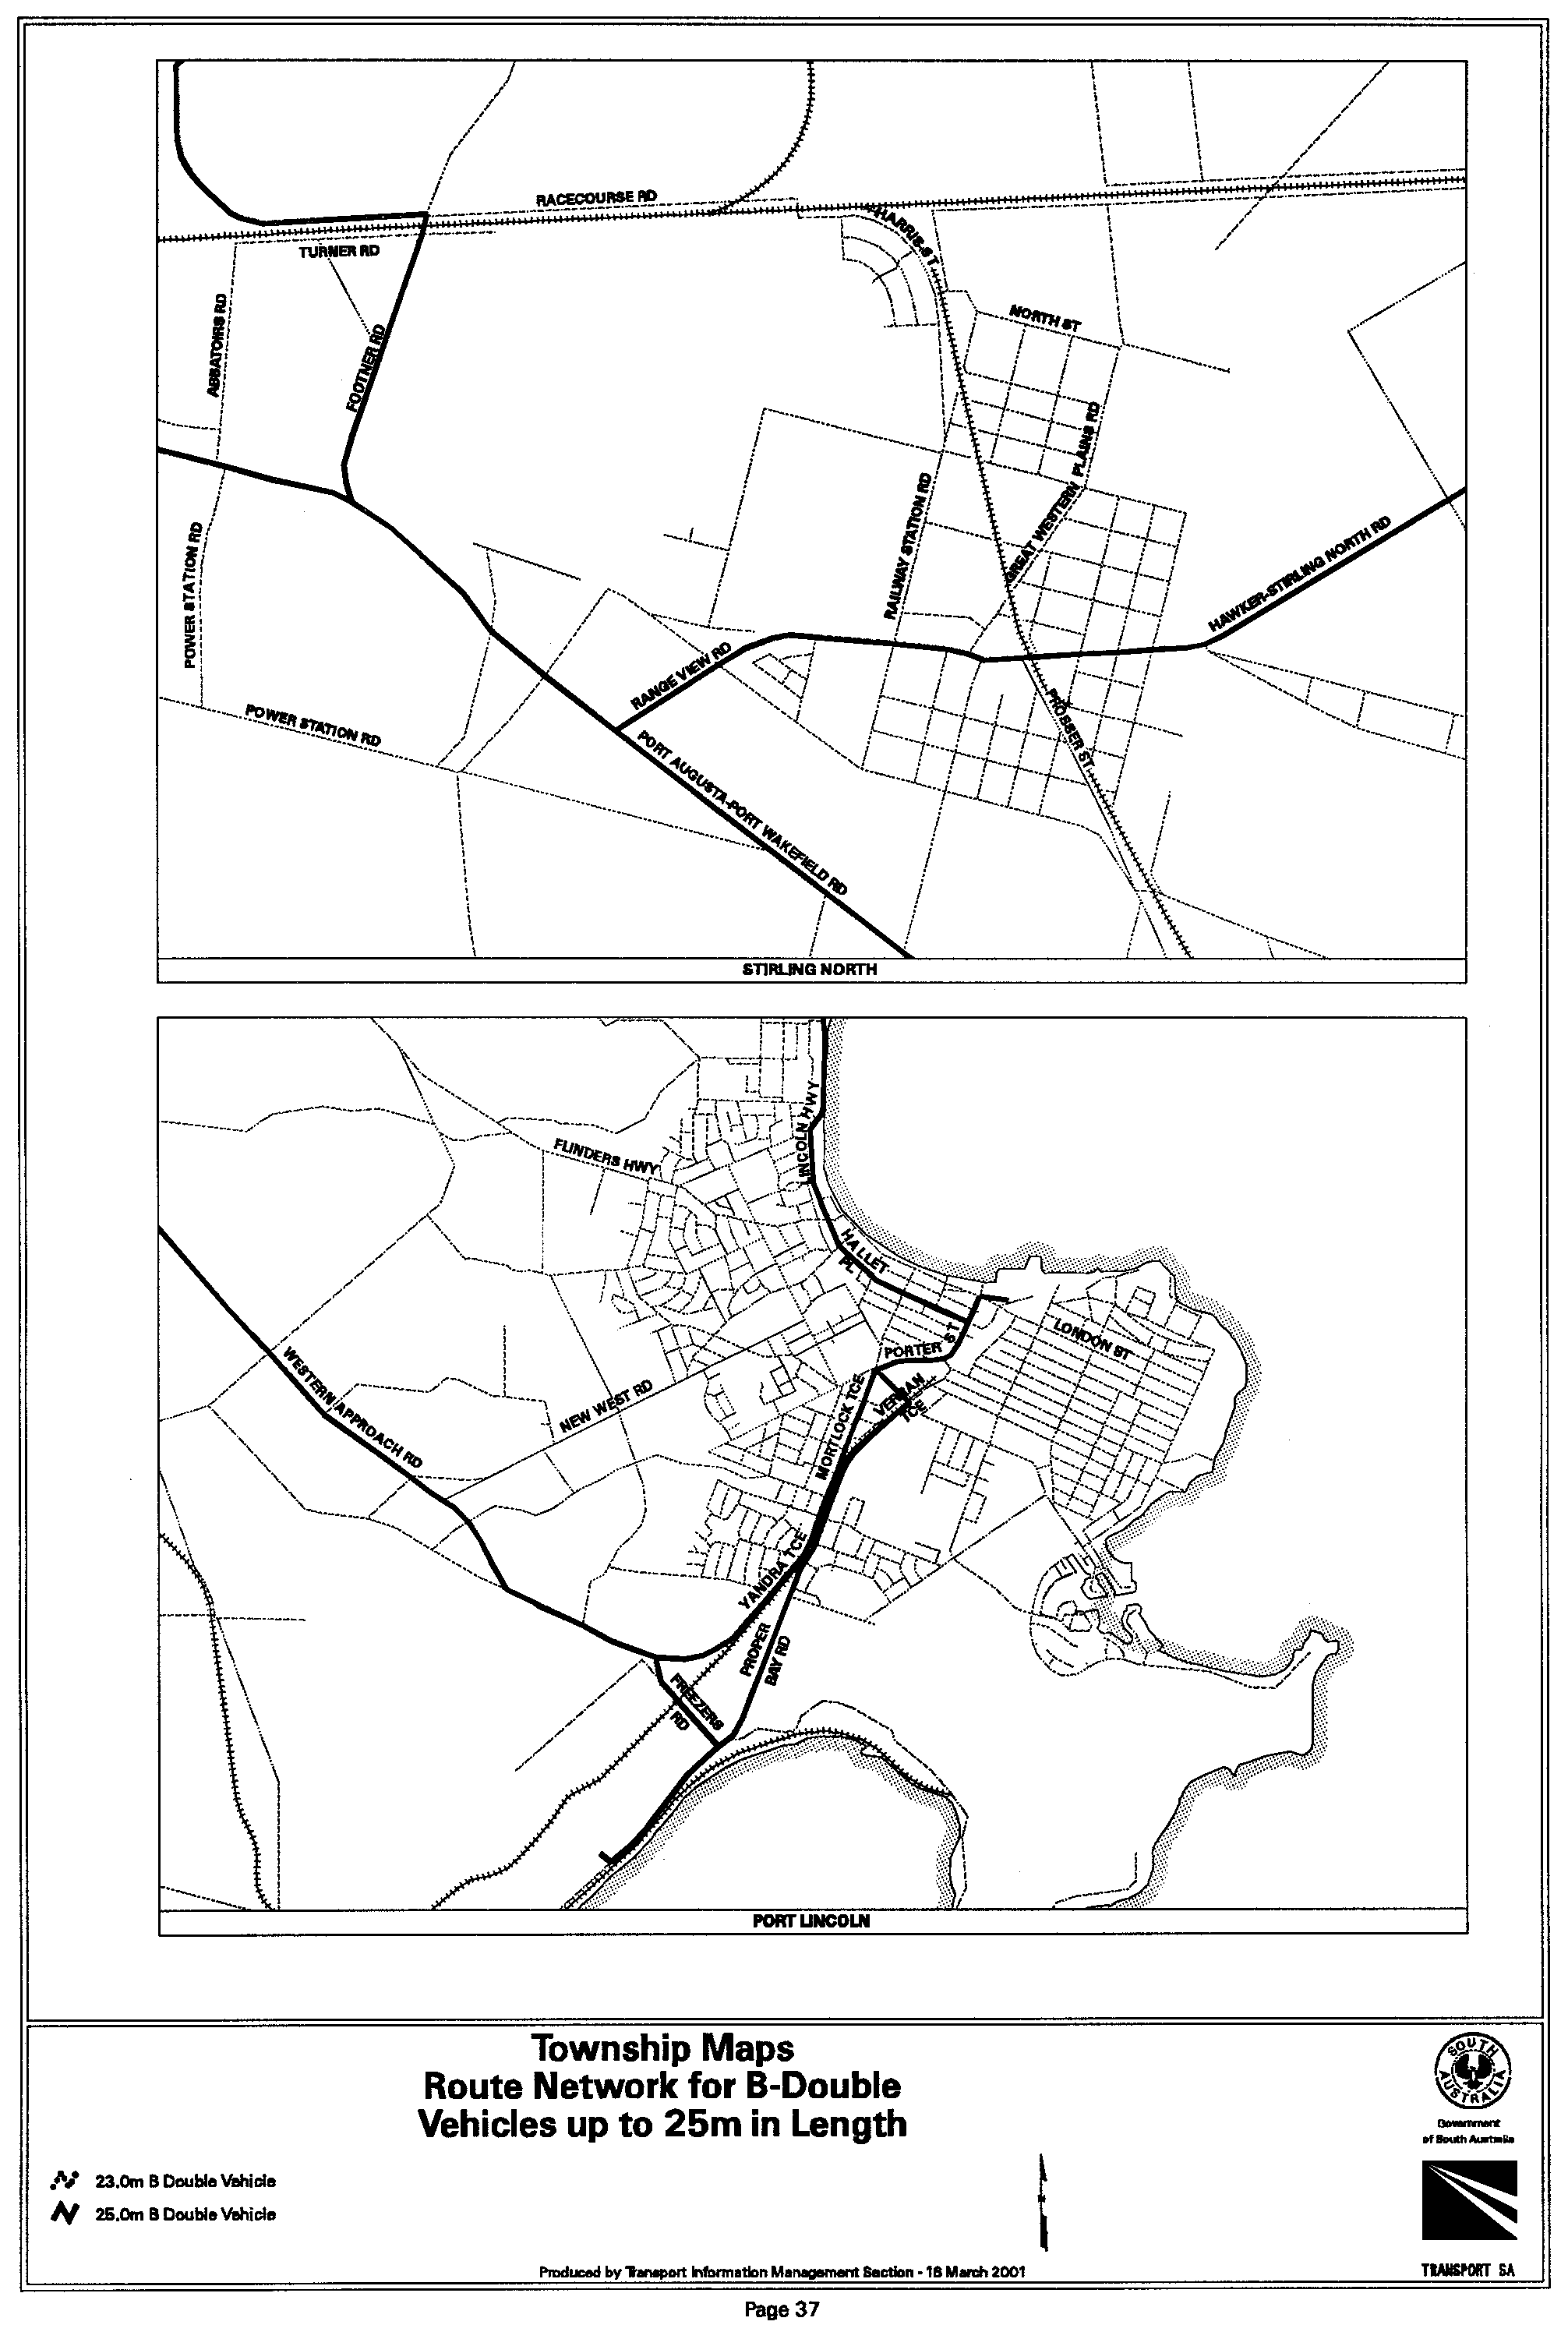 RACECOURSE RD
HARRIS ST
TURNER RD
ABBATOIRS RD
FOOTNER RD
NORTH ST
GREAT WESTERN PLAINS RD
RAILWAY STATION RD
POWER STATION RD
HAWKER-STIRLING NORTH RD
RANGE VIEW RD
PROSSER ST
POWER STATION RD
PORT AUGUSTA-PORT WAKEFIELD RD
STIRLING NORTH
LINCOLN HWY
FLINDERS HWY
HALLET
PL
LONDON ST
PORTER ST
WESTERN APPROACH RD
NEW WEST RD
MORTLOCK TCE
VERRAN
TCE
YANDRA TCE
PROPER
BAY RD
FREEZERS
RD
PORT LINCOLN
Township Maps
Route Network for B-Double
Vehicles up to 25m in Length
SOUTH
AUSTRALIA
Government
of South Australia
23.0m B Double Vehicle
25.0m B Double Vehicle
N
TRANSPORT SA
Produced by Transport Information Management Section - 16 March 2001
Page 37